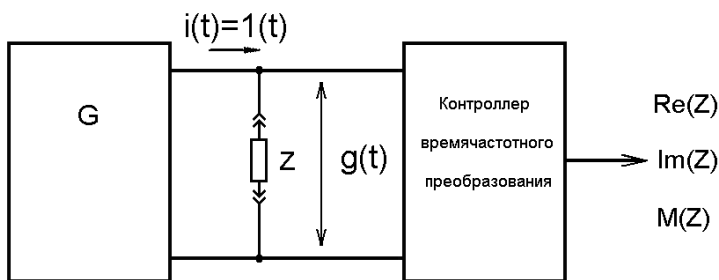 i(t)=1(t)
G
z
g(t)
Контроллер
времячастотного
преобразования
Re(Z)
Im(Z)
M(Z)